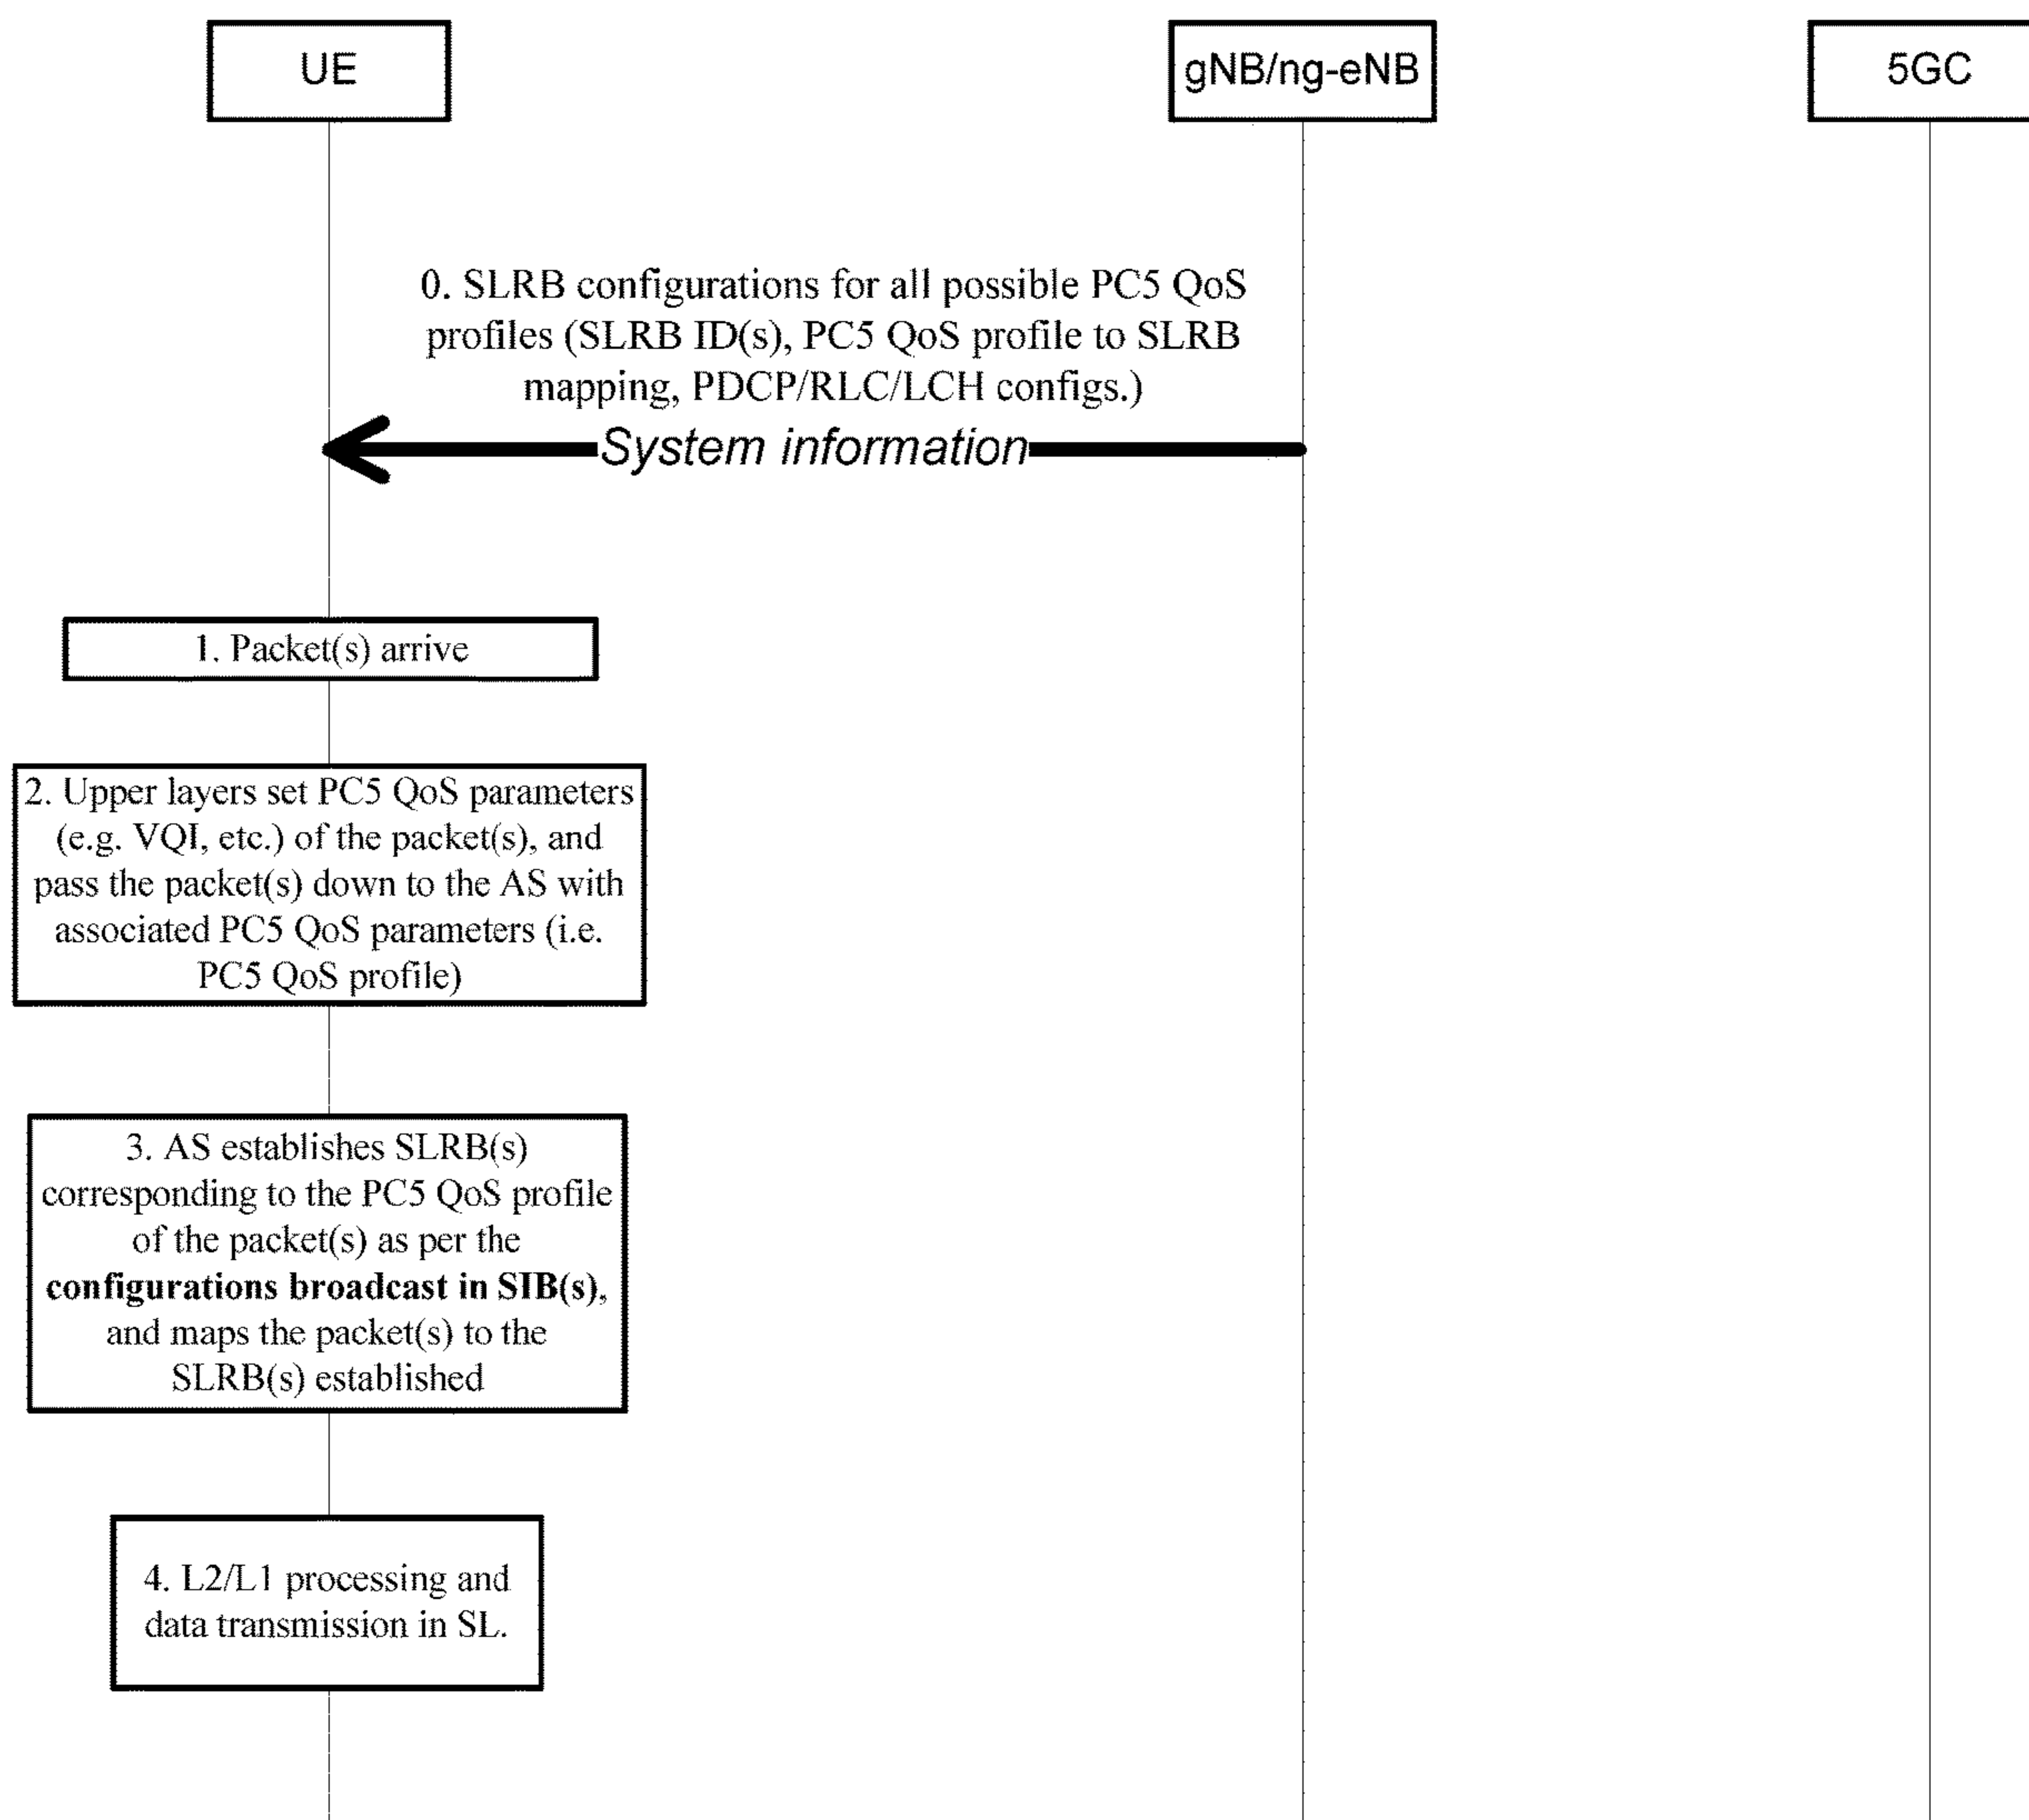 UE
gNB/ng-eNB
5GC
0. SLRB configurations for all possible PC5 QoS
profiles (SLRB ID(s), PC5 QoS profile to SLRB
mapping, PDCP/RLC/LCH configs.)
System information
1. Packet(s) arrive
2. Upper layers set PC5 QoS parameters
(e.g. VQI, etc.) of the packet(s), and
pass the packet(s) down to the AS with
associated PC5 QoS parameters (i.e.
PC5 QoS profile)
3. AS establishes SLRB(s)
corresponding to the PC5 QoS profile
of the packet(s) as per the
configurations broadcast in SIB(s),
and maps the packet(s) to the
SLRB(s) established
4. L2/L1 processing and
data transmission in SL.